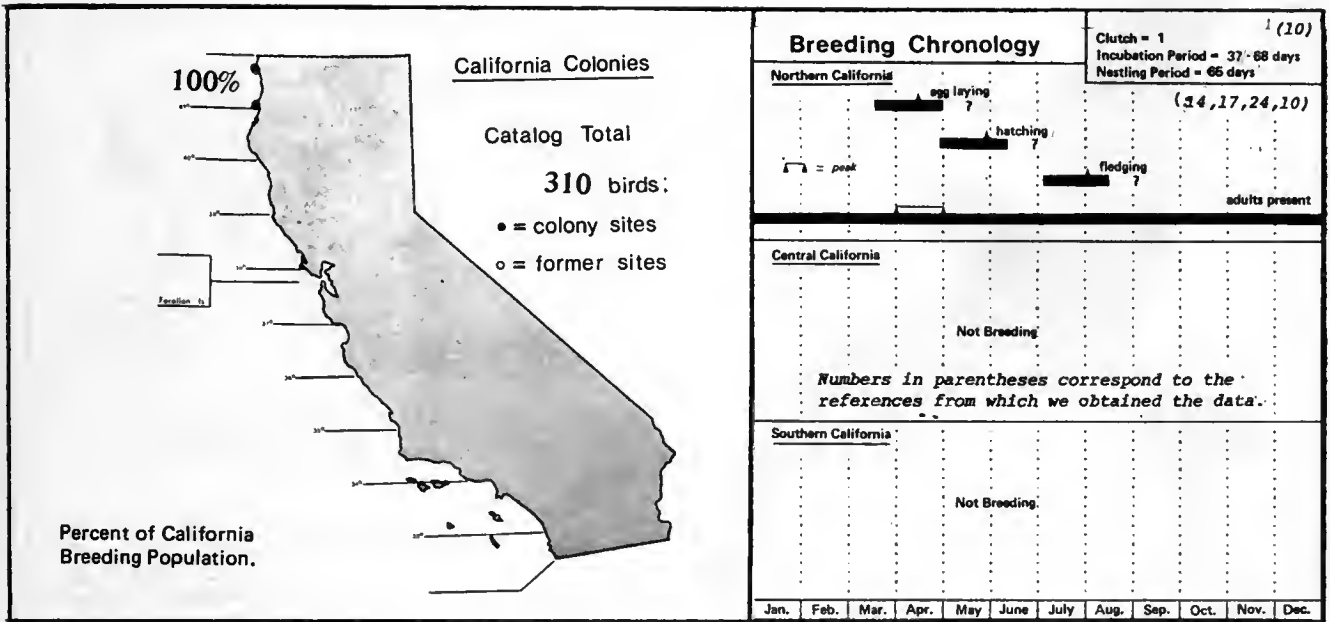 100%
California Colonies
Catalog Total
310 birds:
● = colony sites
○ = former sites
Percent of California
Breeding Population.
Breeding Chronology
1 (10)
Clutch = 1
Incubation Period = 37 - 68 days
Nestling Period = 65 days
Northern California
(14,17,24,10)
egg laying
?
hatching
?
= peak
fledging
?
adults present
Central California
Not Breeding
Numbers in parentheses correspond to the
references from which we obtained the data.
Southern California
Not Breeding
Jan. Feb. Mar. Apr. May June July Aug. Sep. Oct. Nov. Dec.